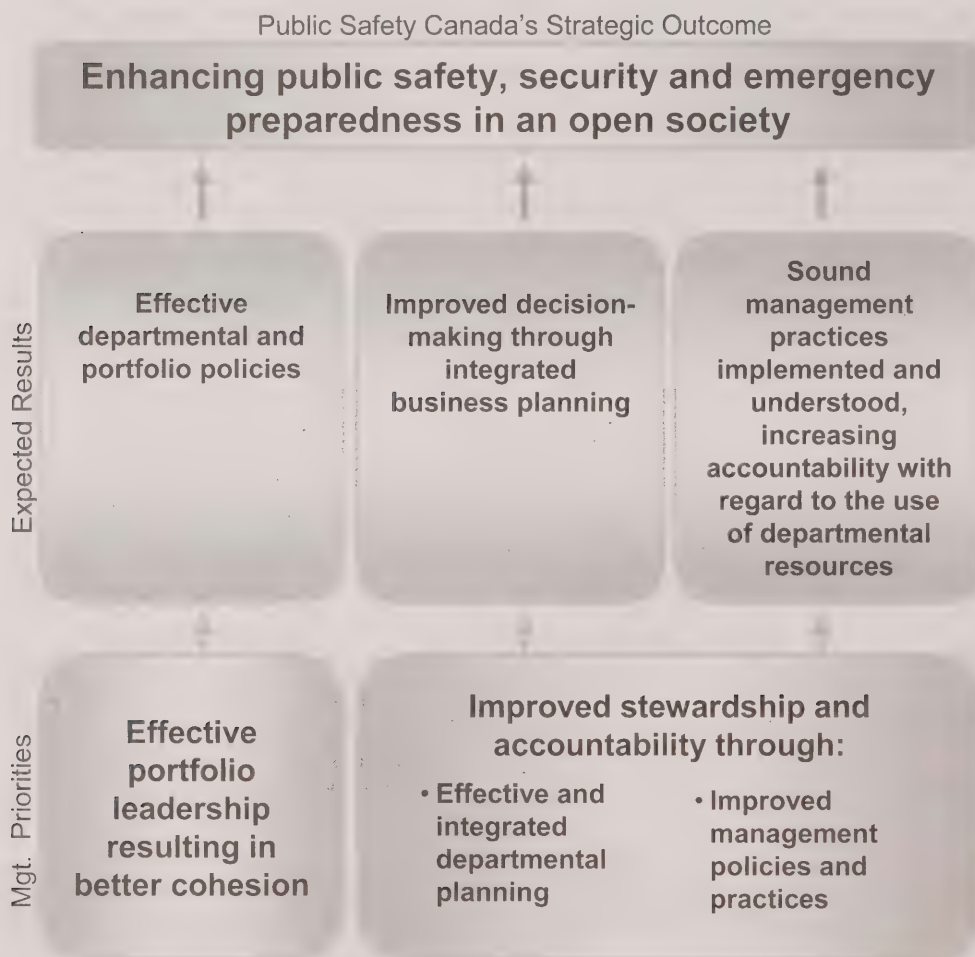 Public Safety Canada's Strategic Outcome
Enhancing public safety, security and emergency
preparedness in an open society
Expected Results
Effective
departmental and
portfolio policies
Improved decision-
making through
integrated
business planning
Sound
management
practices
implemented and
understood,
increasing
accountability with
regard to the use
of departmental
resources
Mgt. Priorities
Effective
portfolio
leadership
resulting in
better cohesion
Improved stewardship and
accountability through:
• Effective and
integrated
departmental
planning
• Improved
management
policies and
practices